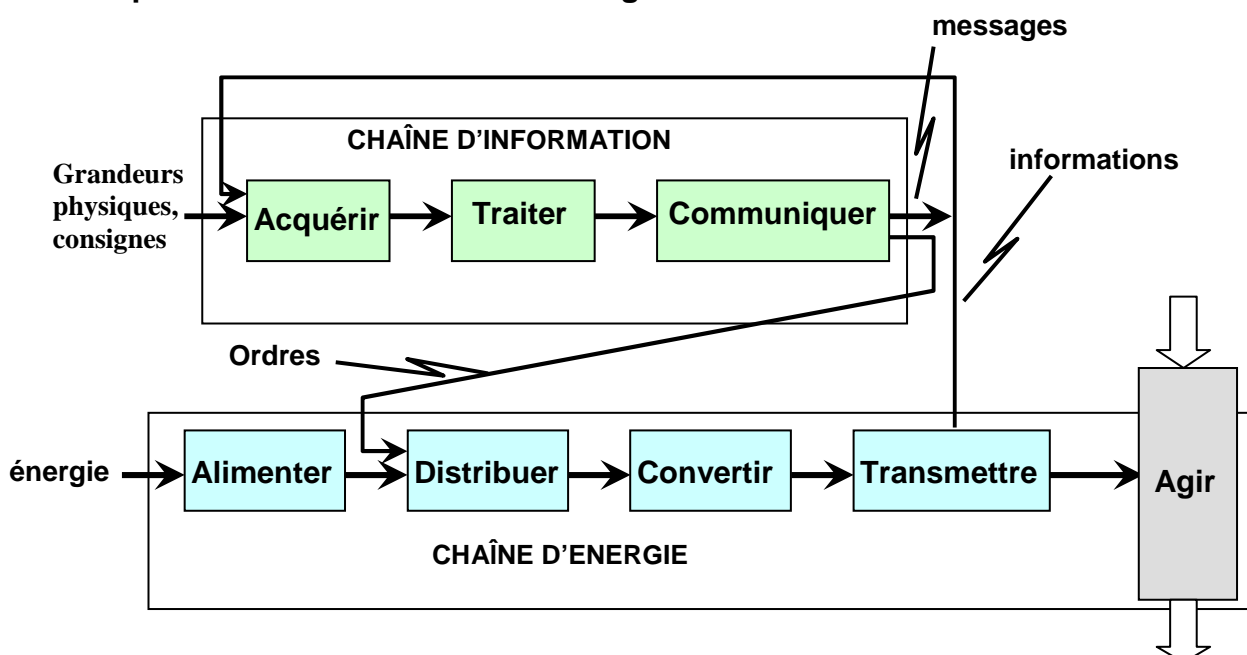 messages
CHAÎNE D'INFORMATION
informations
Grandeurs
physiques,
consignes
Acquérir
Traiter
Communiquer
Ordres
énergie
Alimenter
Distribuer
Convertir
Transmettre
Agir
CHAÎNE D'ENERGIE